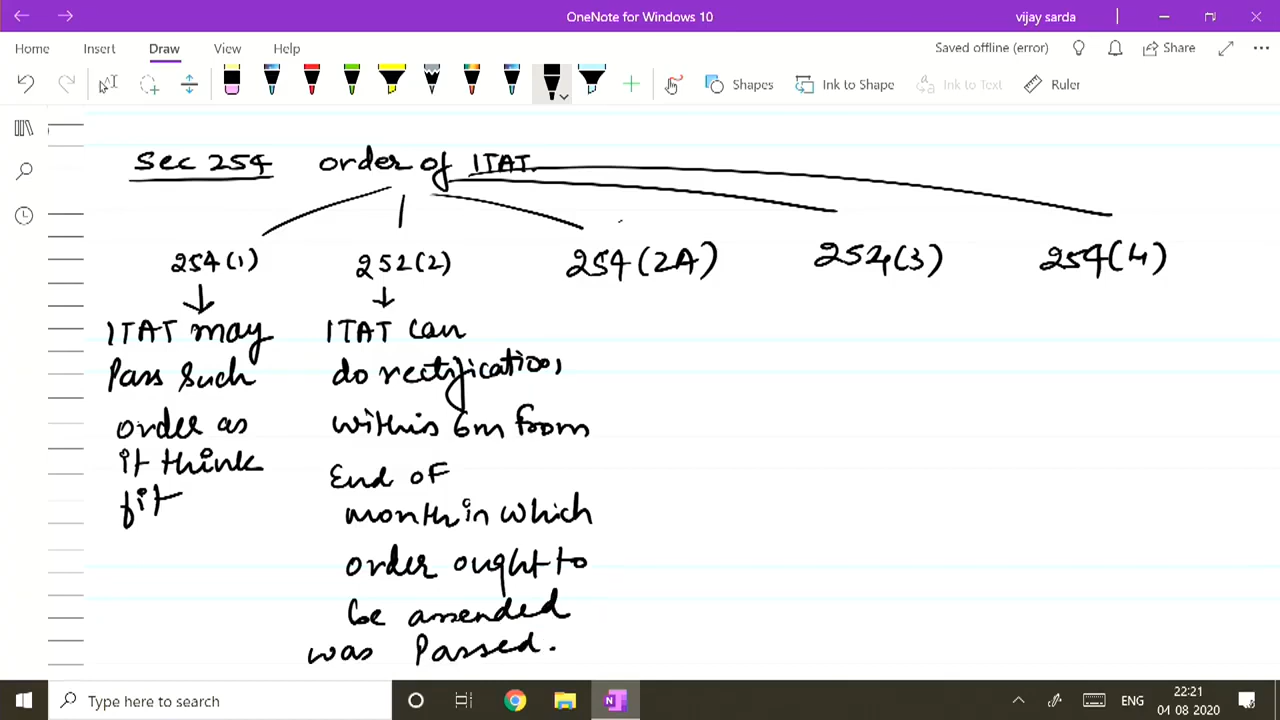 OneNote for Windows 10
vijay sarda
Home Insert Draw View Help
Saved offline (error)
Share
Shapes
Ink to Shape
Ink to Text
Ruler
Sec 254 order of ITAT.
254(1) 252(2) 254(2A) 254(3) 254(4)
ITAT may
Pass such
order as
it think
fit
ITAT can
do rectification,
within 6m from
End of
month in which
order ought to
be amended
was Passed.
Type here to search
ENG
22:21
04-08-2020